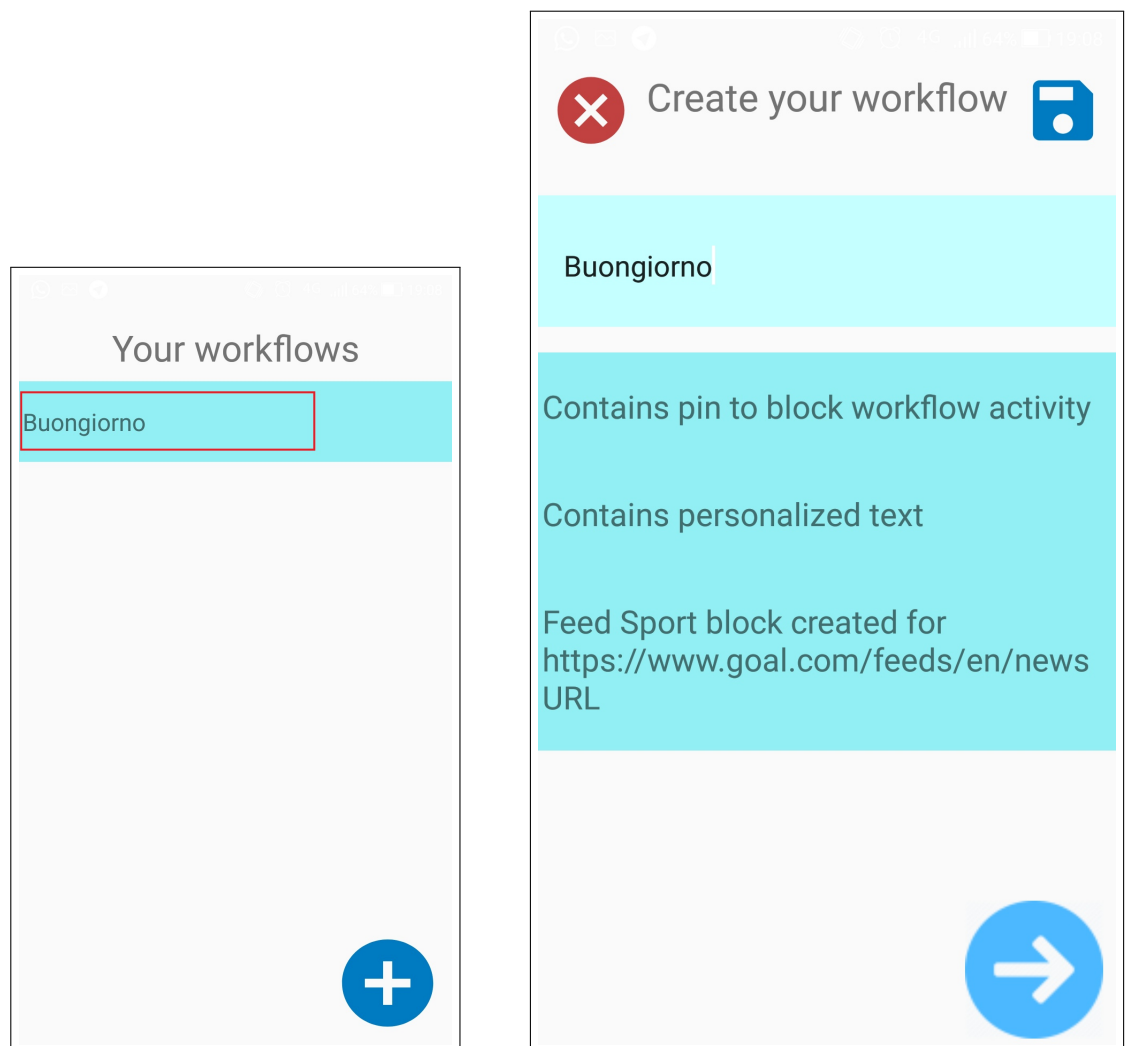 Your workflows
Buongiorno
Create your workflow
Buongiorno
Contains pin to block workflow activity
Contains personalized text
Feed Sport block created for
https://www.goal.com/feeds/en/news
URL